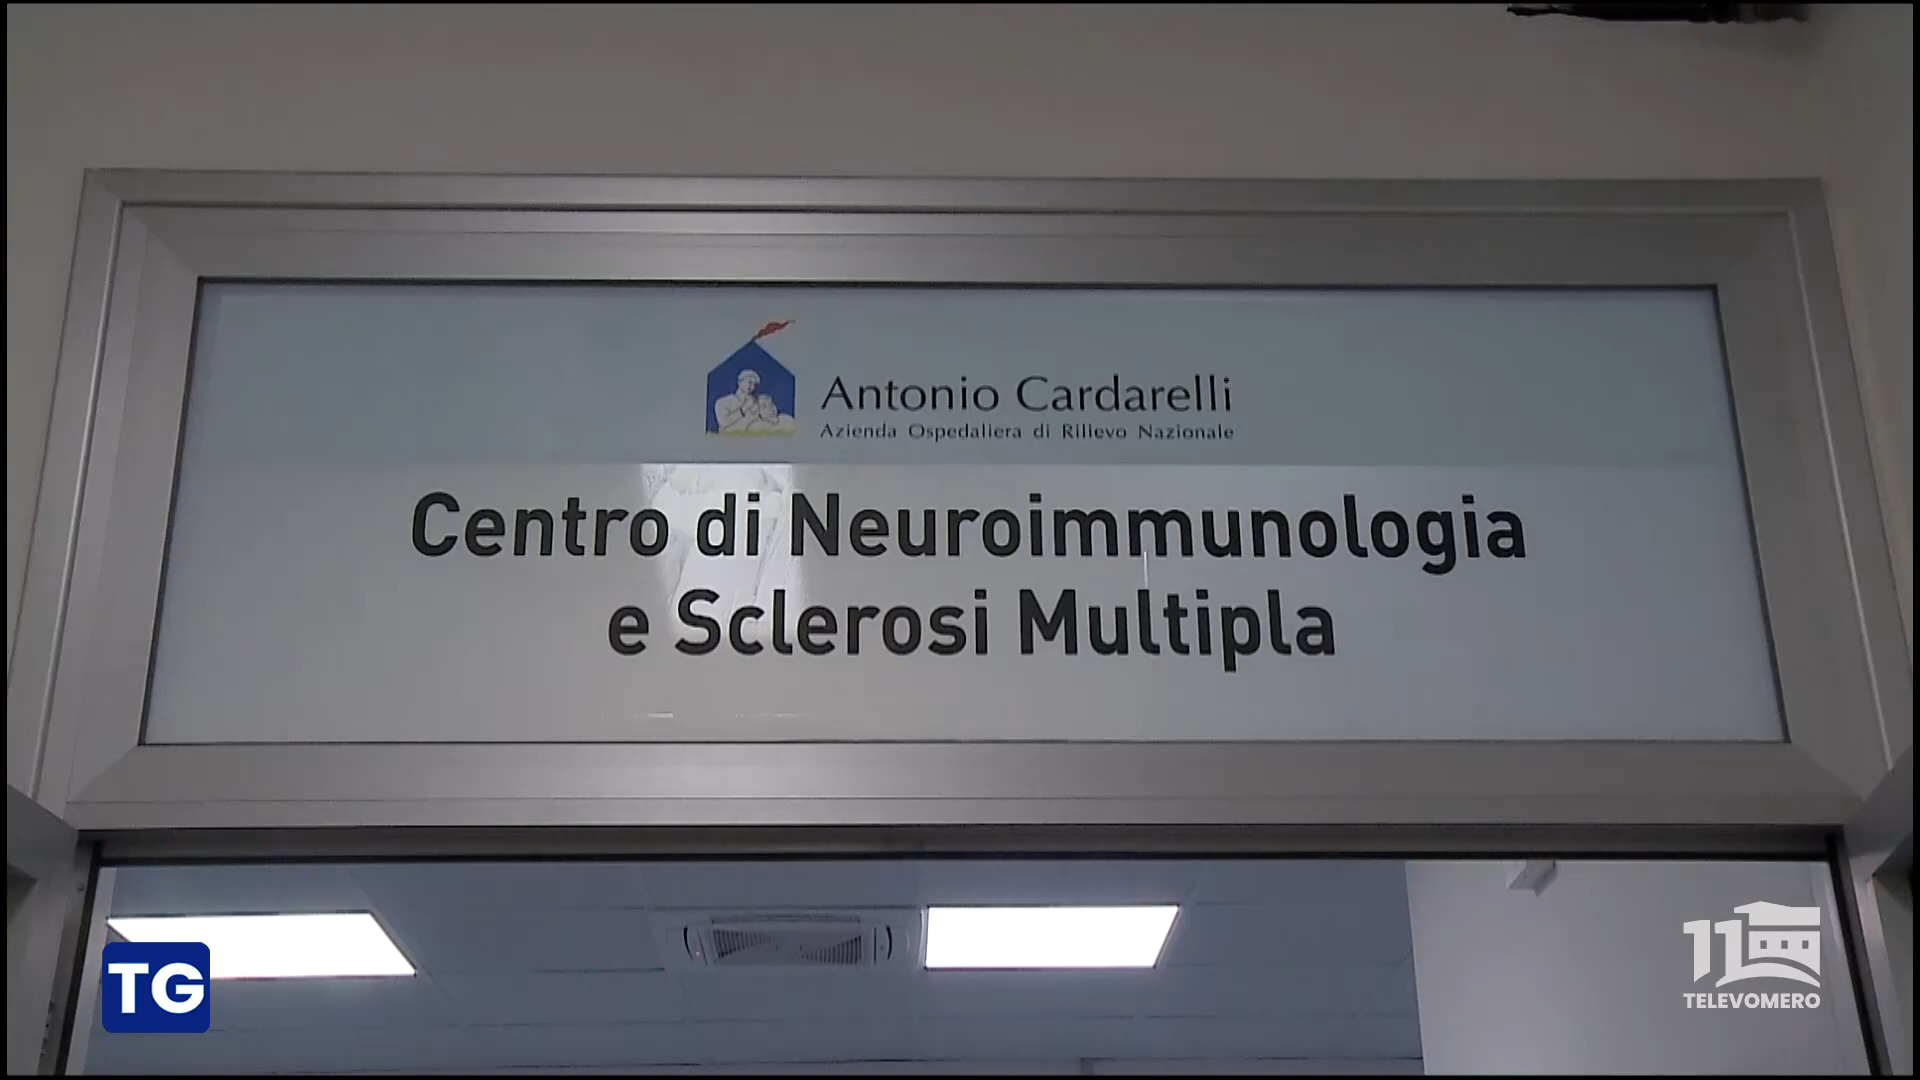 Antonio Cardarelli
Azienda Ospedaliera di Rilievo Nazionale
Centro di Neuroimmunologia
e Sclerosi Multipla
TG
11
TELEVOMERO